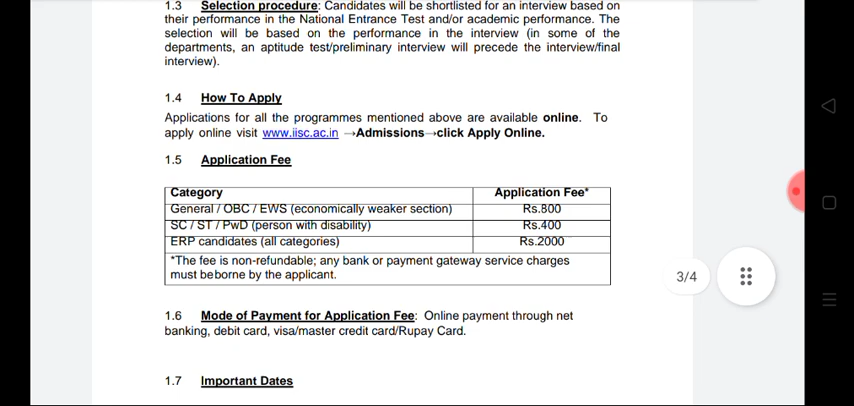 1.3 Selection procedure: Candidates will be shortlisted for an interview based on
their performance in the National Entrance Test and/or academic performance. The
selection will be based on the performance in the interview (in some of the
departments, an aptitude test/preliminary interview will precede the interview/final
interview).
1.4 How To Apply
Applications for all the programmes mentioned above are available online. To
apply online visit www.iisc.ac.in →Admissions→click Apply Online.
1.5 Application Fee
Category Application Fee*
General / OBC / EWS (economically weaker section) Rs.800
SC / ST / PwD (person with disability) Rs.400
ERP candidates (all categories) Rs.2000
*The fee is non-refundable; any bank or payment gateway service charges
must beborne by the applicant.
3/4
1.6 Mode of Payment for Application Fee: Online payment through net
banking, debit card, visa/master credit card/Rupay Card.
1.7 Important Dates